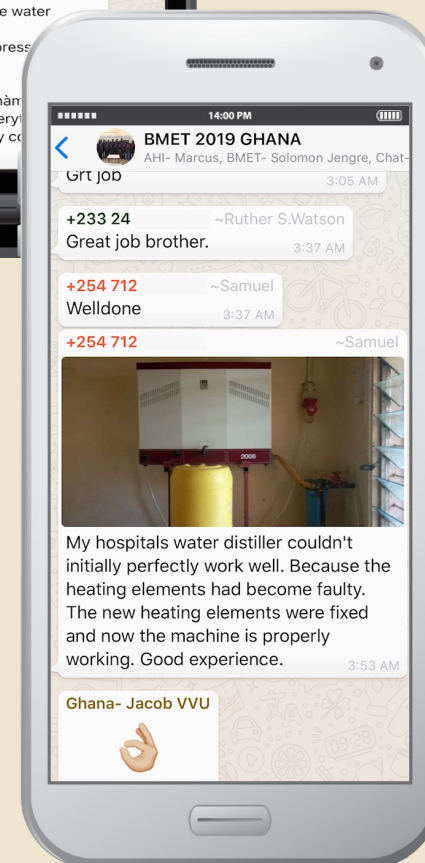 e water
press
nàm
eryt
y co
14:00 PM
BMET 2019 GHANA
AHI- Marcus, BMET- Solomon Jengre, Chat-
Grt job
3:05 AM
+233 24 ~Ruther S.Watson
Great job brother.
3:37 AM
+254 712 ~Samuel
Welldone
3:37 AM
+254 712 ~Samuel
2008
My hospitals water distiller couldn't
initially perfectly work well. Because the
heating elements had become faulty.
The new heating elements were fixed
and now the machine is properly
working. Good experience.
3:53 AM
Ghana- Jacob VVU